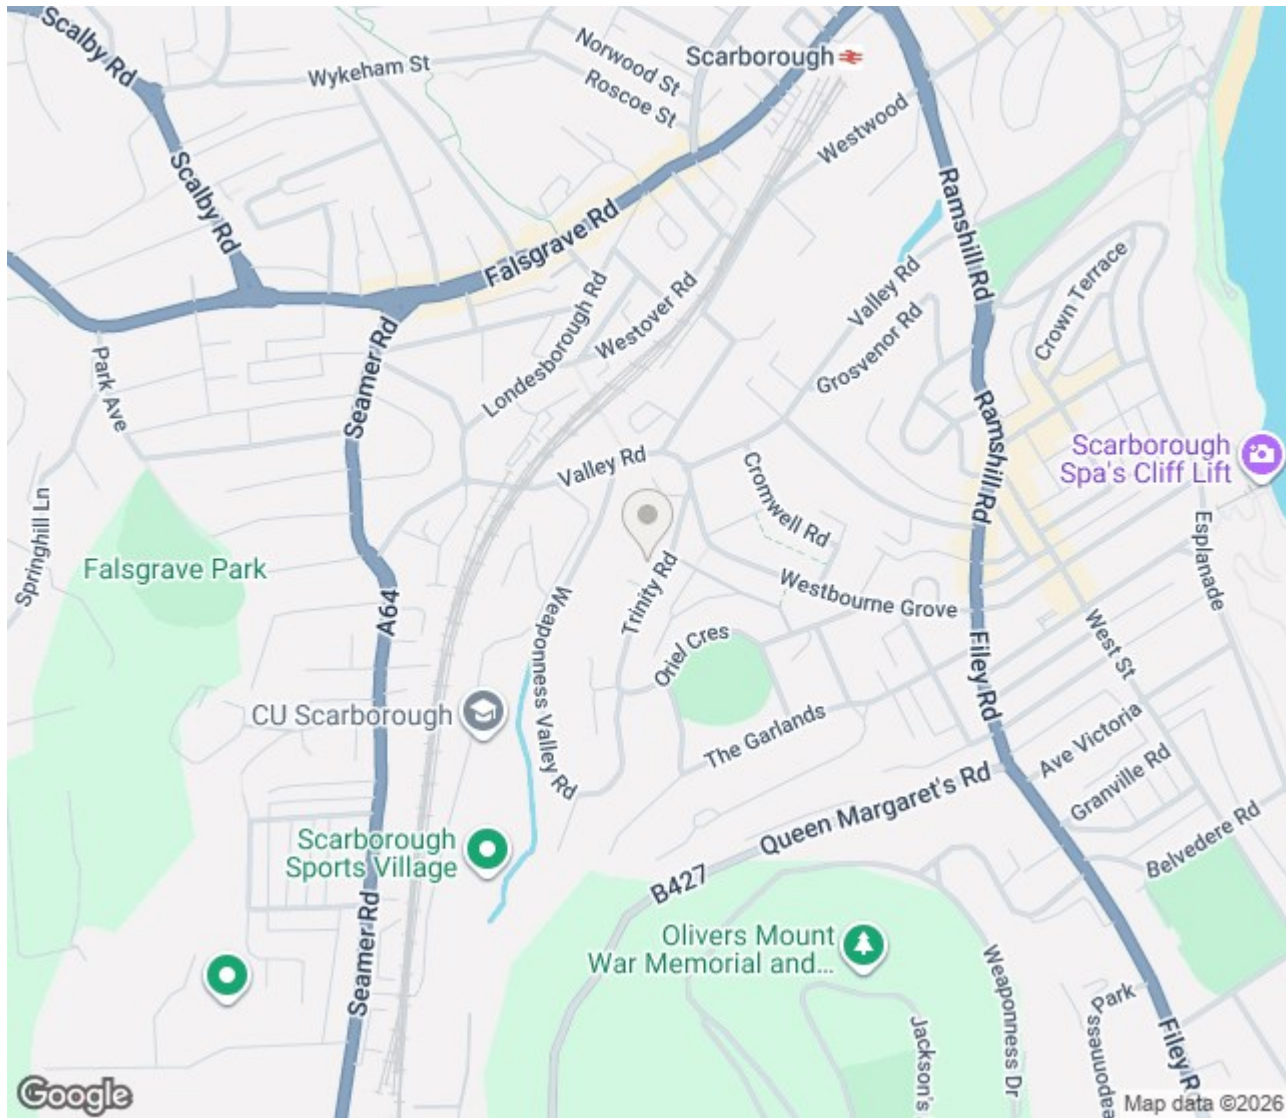 Scalby Rd
Wykeham St
Norwood St
Roscoe St
Scarborough
Westwood
Scalby Rd
Falsgrave Rd
Ramshill Rd
Londesborough Rd
Westover Rd
Valley Rd
Grosvenor Rd
Crown Terrace
Park Ave
Seamer Rd
Ramshill Rd
Scarborough
Spa's Cliff Lift
Valley Rd
Cromwell Rd
Springhill Ln
Esplanade
Falsgrave Park
A64
Trinity Rd
Westbourne Grove
Weaponness Valley Rd
Oriel Cres
West St
Filey Rd
CU Scarborough
The Garlands
Ave Victoria
Granville Rd
Queen Margaret's Rd
Belvedere Rd
Scarborough
Sports Village
B427
Seamer Rd
Olivers Mount
War Memorial and...
Weaponness Dr
Park
Jackson's
Filey R
eaponness
Google
Map data ©2026